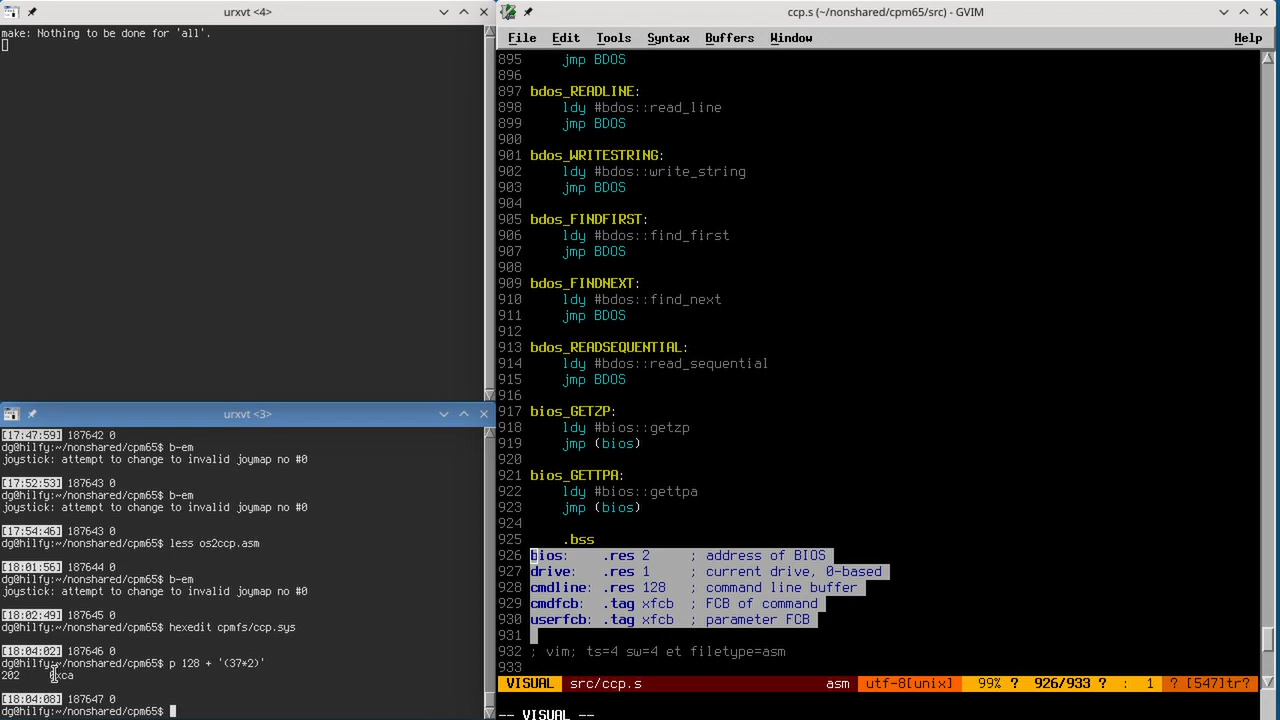 urxvt <4>
make: Nothing to be done for 'all'.
urxvt <3>
[17:47:59] 187642 0
dg@hilfy:~/nonshared/cpm65$ b-em
joystick: attempt to change to invalid joymap no #0
[17:52:53] 187643 0
dg@hilfy:~/nonshared/cpm65$ b-em
joystick: attempt to change to invalid joymap no #0
[17:54:46] 187643 0
dg@hilfy:~/nonshared/cpm65$ less os2ccp.asm
[18:01:56] 187644 0
dg@hilfy:~/nonshared/cpm65$ b-em
joystick: attempt to change to invalid joymap no #0
[18:02:49] 187645 0
dg@hilfy:~/nonshared/cpm65$ hexedit cpmfs/ccp.sys
[18:04:02] 187646 0
dg@hilfy:~/nonshared/cpm65$ p 128 + '(37*2)'
202 0xca
[18:04:08] 187647 0
dg@hilfy:~/nonshared/cpm65$
ccp.s (~/nonshared/cpm65/src) - GVIM
File Edit Tools Syntax Buffers Window Help
895 jmp BDOS
896
897 bdos_READLINE:
898 ldy #bdos::read_line
899 jmp BDOS
900
901 bdos_WRITESTRING:
902 ldy #bdos::write_string
903 jmp BDOS
904
905 bdos_FINDFIRST:
906 ldy #bdos::find_first
907 jmp BDOS
908
909 bdos_FINDNEXT:
910 ldy #bdos::find_next
911 jmp BDOS
912
913 bdos_READSEQUENTIAL:
914 ldy #bdos::read_sequential
915 jmp BDOS
916
917 bios_GETZP:
918 ldy #bios::getzp
919 jmp (bios)
920
921 bios_GETTPA:
922 ldy #bios::gettpa
923 jmp (bios)
924
925 .bss
926 bios: .res 2 ; address of BIOS
927 drive: .res 1 ; current drive, 0-based
928 cmdline: .res 128 ; command line buffer
929 cmdfcb: .tag xfcb ; FCB of command
930 userfcb: .tag xfcb ; parameter FCB
931
932 ; vim: ts=4 sw=4 et filetype=asm
933
VISUAL src/ccp.s asm utf-8[unix] 99% ? 926/933 ? : 1 ? [547]tr?
-- VISUAL --